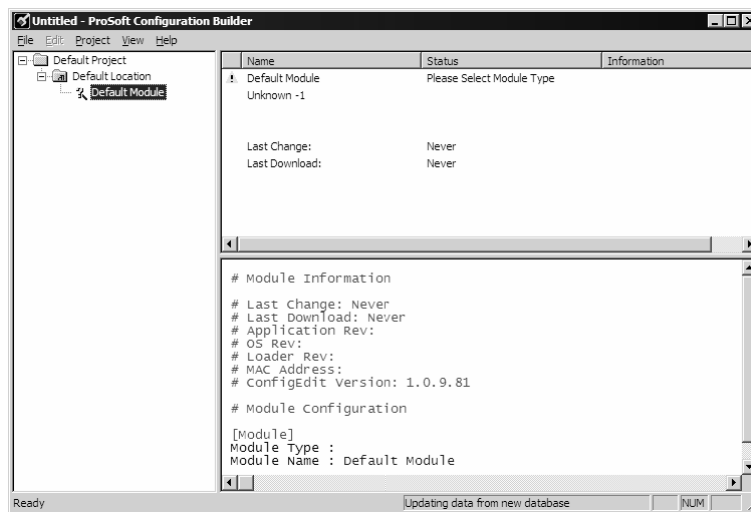 Untitled - ProSoft Configuration Builder
File Edit Project View Help
Default Project
Default Location
Default Module
Name Status Information
Default Module Please Select Module Type
Unknown -1
Last Change: Never
Last Download: Never
# Module Information
# Last Change: Never
# Last Download: Never
# Application Rev:
# OS Rev:
# Loader Rev:
# MAC Address:
# ConfigEdit Version: 1.0.9.81
# Module Configuration
[Module]
Module Type :
Module Name : Default Module
Ready Updating data from new database NUM